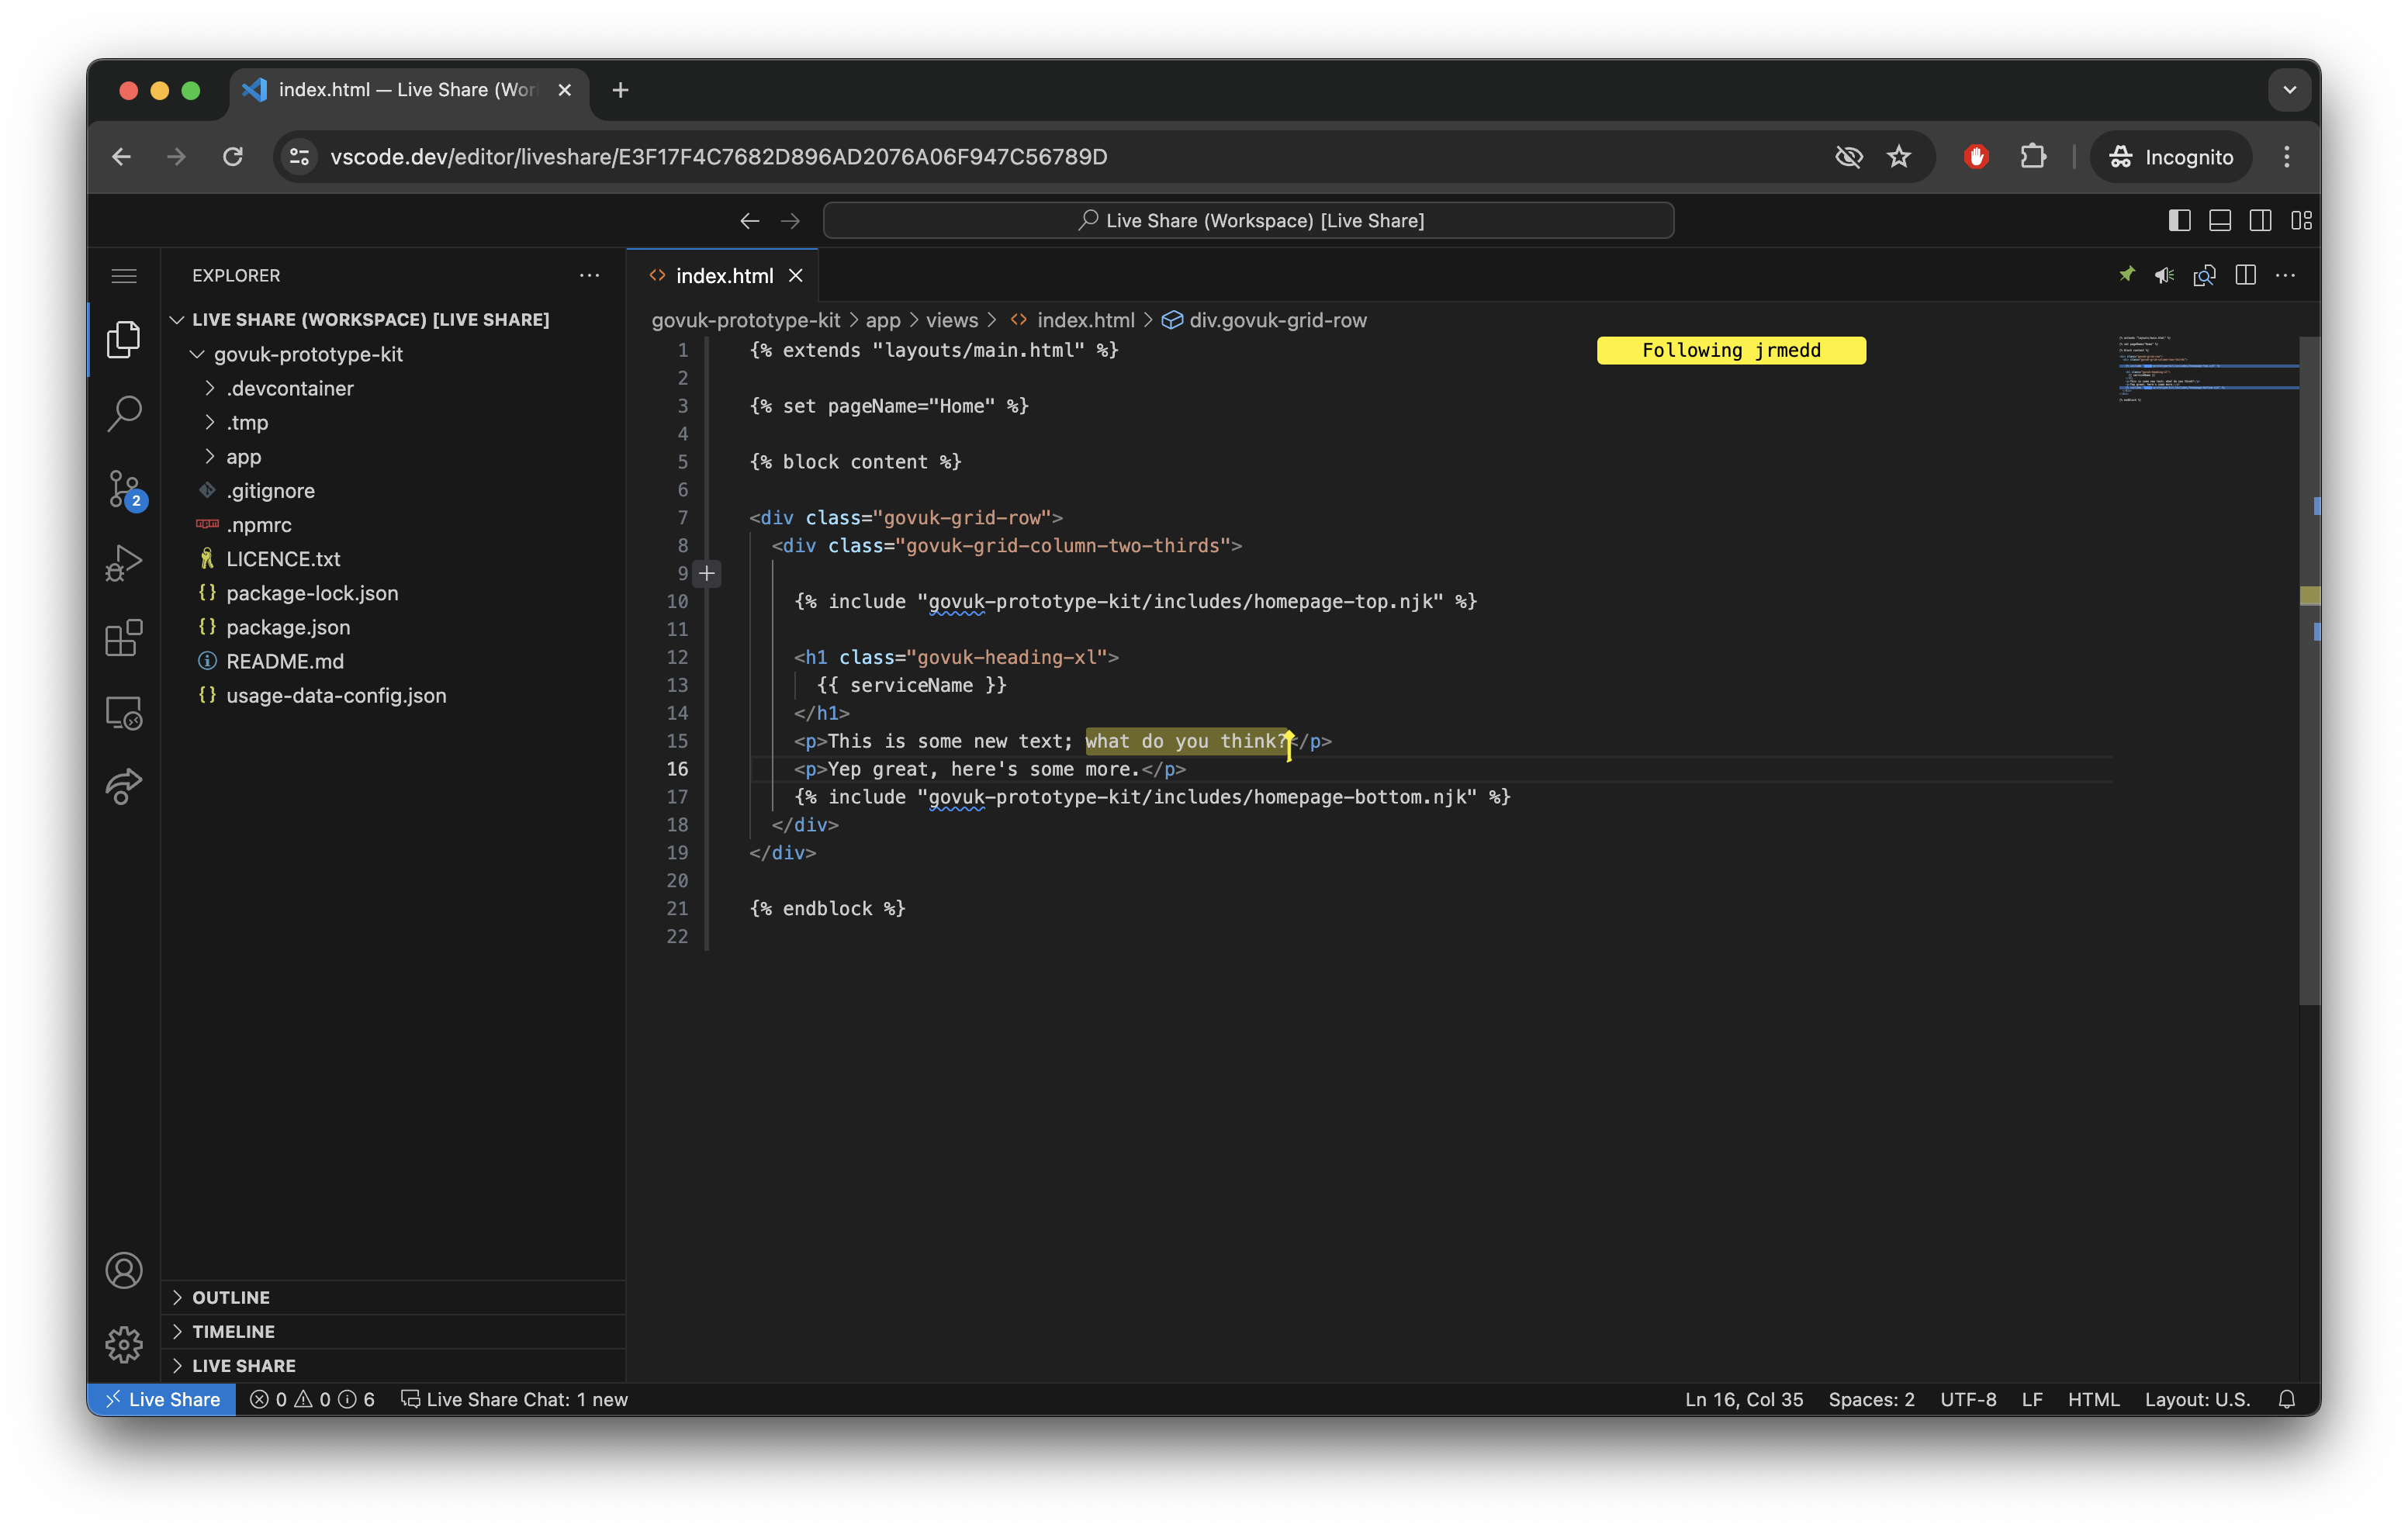 index.html — Live Share (Wor
vscode.dev/editor/liveshare/E3F17F4C7682D896AD2076A06F947C56789D
Incognito
Live Share (Workspace) [Live Share]
EXPLORER
LIVE SHARE (WORKSPACE) [LIVE SHARE]
govuk-prototype-kit
.devcontainer
.tmp
app
.gitignore
.npmrc
LICENCE.txt
package-lock.json
package.json
README.md
usage-data-config.json
2
OUTLINE
TIMELINE
LIVE SHARE
index.html
govuk-prototype-kit > app > views > index.html > div.govuk-grid-row
Following jrmedd
1 {% extends "layouts/main.html" %}
2
3 {% set pageName="Home" %}
4
5 {% block content %}
6
7 <div class="govuk-grid-row">
8 <div class="govuk-grid-column-two-thirds">
9
10 {% include "govuk-prototype-kit/includes/homepage-top.njk" %}
11
12 <h1 class="govuk-heading-xl">
13 {{ serviceName }}
14 </h1>
15 <p>This is some new text; what do you think?</p>
16 <p>Yep great, here's some more.</p>
17 {% include "govuk-prototype-kit/includes/homepage-bottom.njk" %}
18 </div>
19 </div>
20
21 {% endblock %}
22
Live Share 0 0 6 Live Share Chat: 1 new
Ln 16, Col 35 Spaces: 2 UTF-8 LF HTML Layout: U.S.